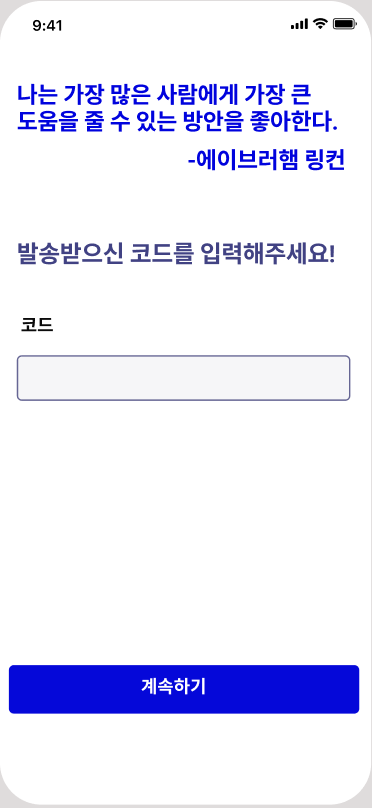 9:41
나는 가장 많은 사람에게 가장 큰
도움을 줄 수 있는 방안을 좋아한다.
-에이브러햄 링컨
발송받으신 코드를 입력해주세요!
코드
계속하기